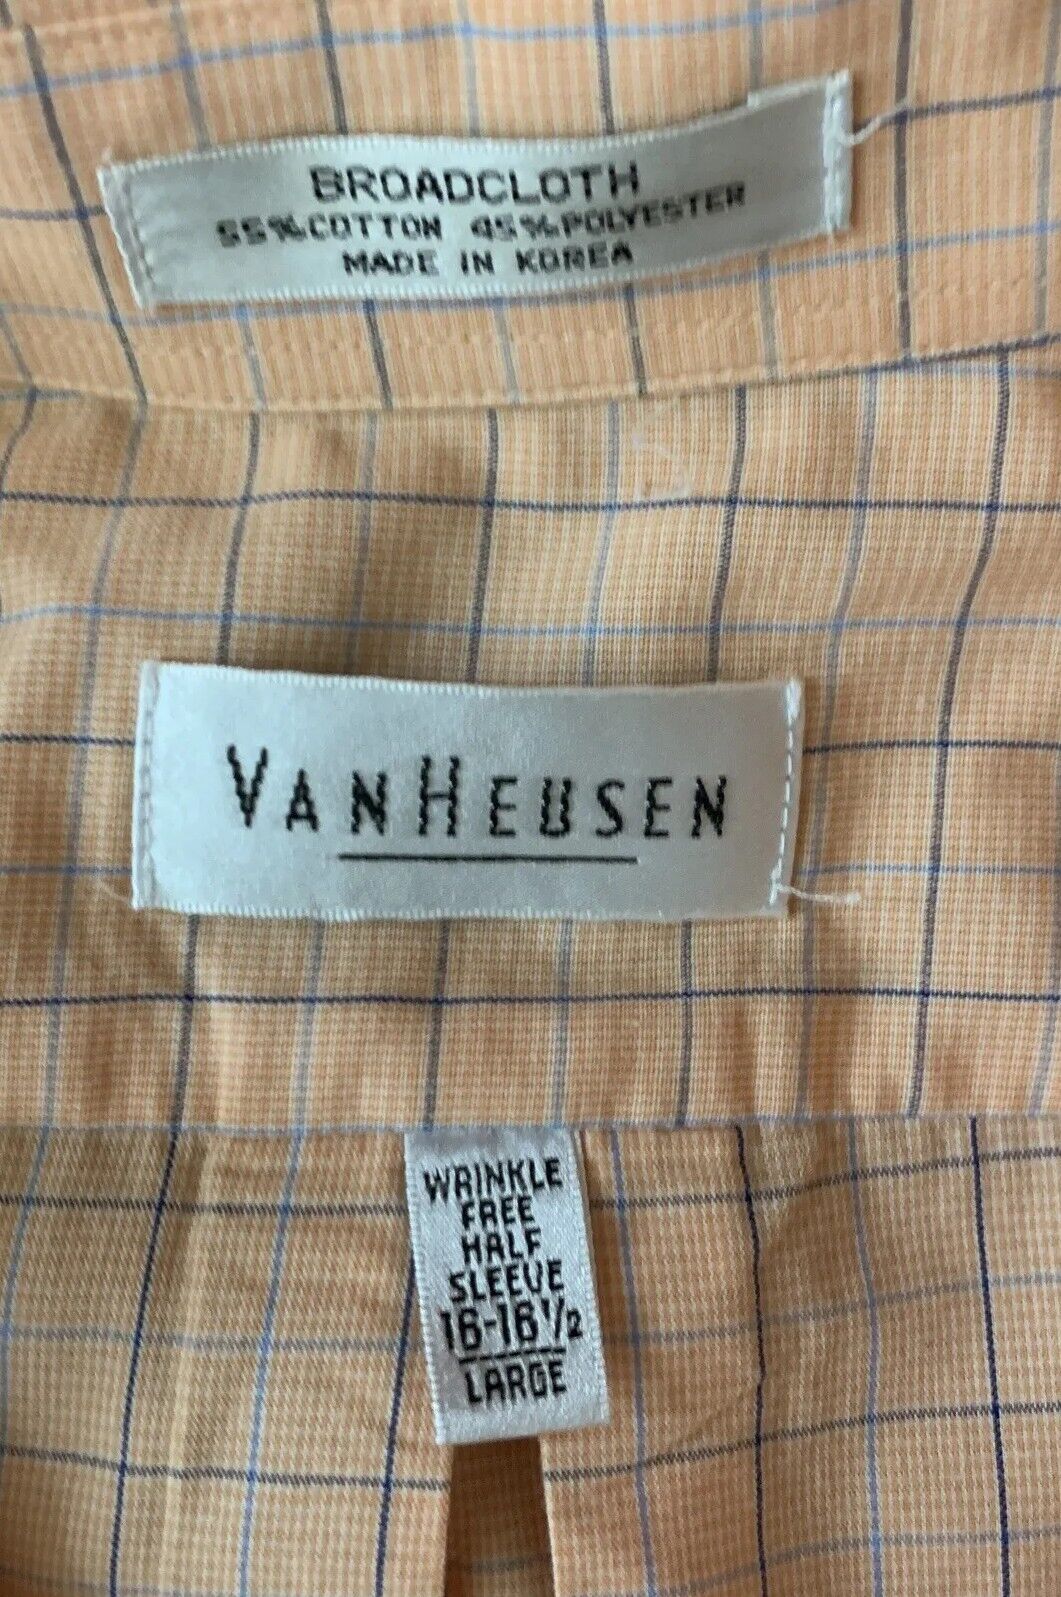 BROADCLOTH
55%COTTON 45%POLYESTER
MADE IN KOREA
VANHEUSEN
WRINKLE
FREE
HALF
SLEEVE
16-16½
LARGE